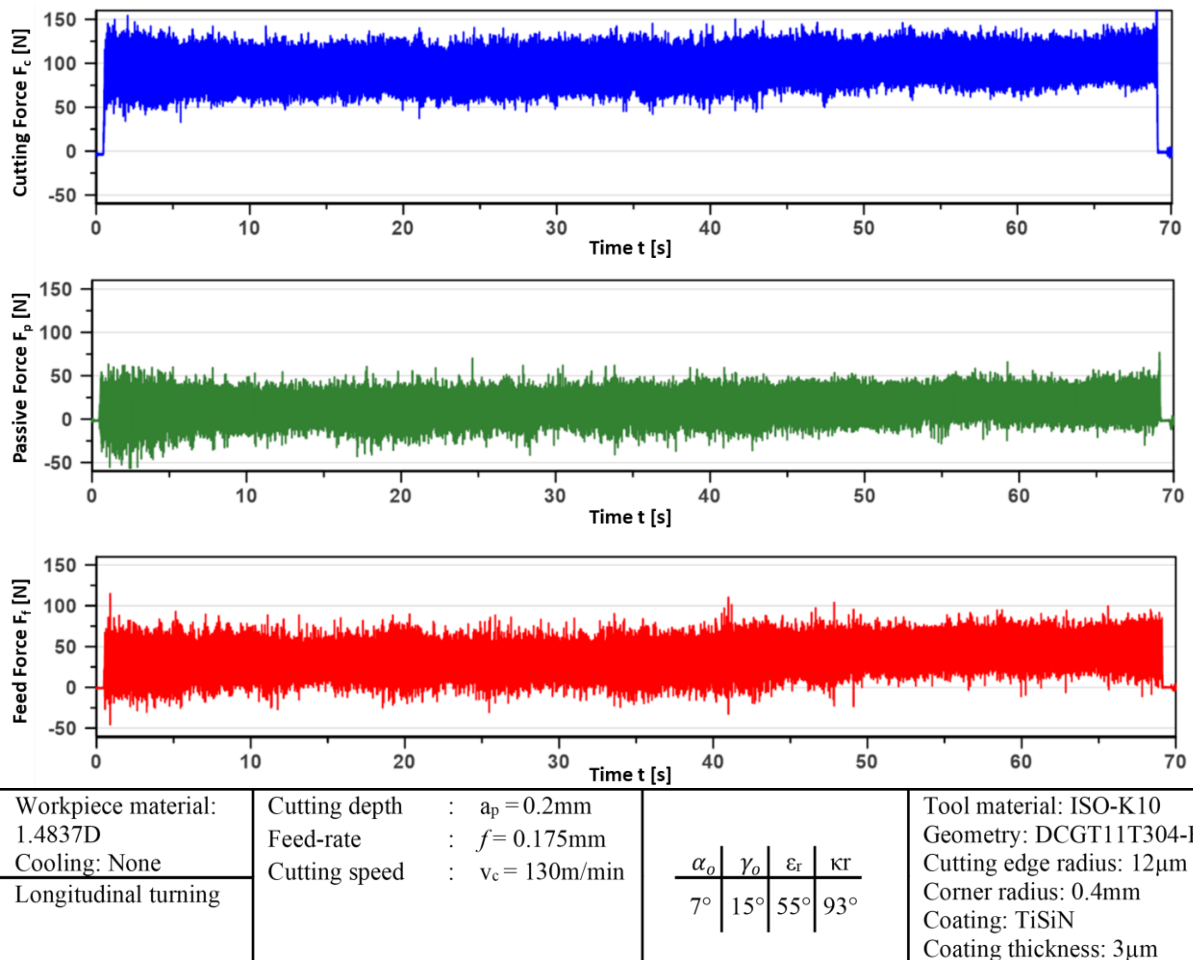 Cutting Force Fc [N]
150
100
50
0
-50
0 10 20 30 40 50 60 70
Time t [s]
Passive Force Fp [N]
150
100
50
0
-50
0 10 20 30 40 50 60 70
Time t [s]
Feed Force Ff [N]
150
100
50
0
-50
0 10 20 30 40 50 60 70
Time t [s]
Workpiece material:
1.4837D
Cooling: None
Longitudinal turning
Cutting depth : ap = 0.2mm
Feed-rate : f = 0.175mm
Cutting speed : vc = 130m/min
αo γo εr κr
7° 15° 55° 93°
Tool material: ISO-K10
Geometry: DCGT11T304-
Cutting edge radius: 12µm
Corner radius: 0.4mm
Coating: TiSiN
Coating thickness: 3µm